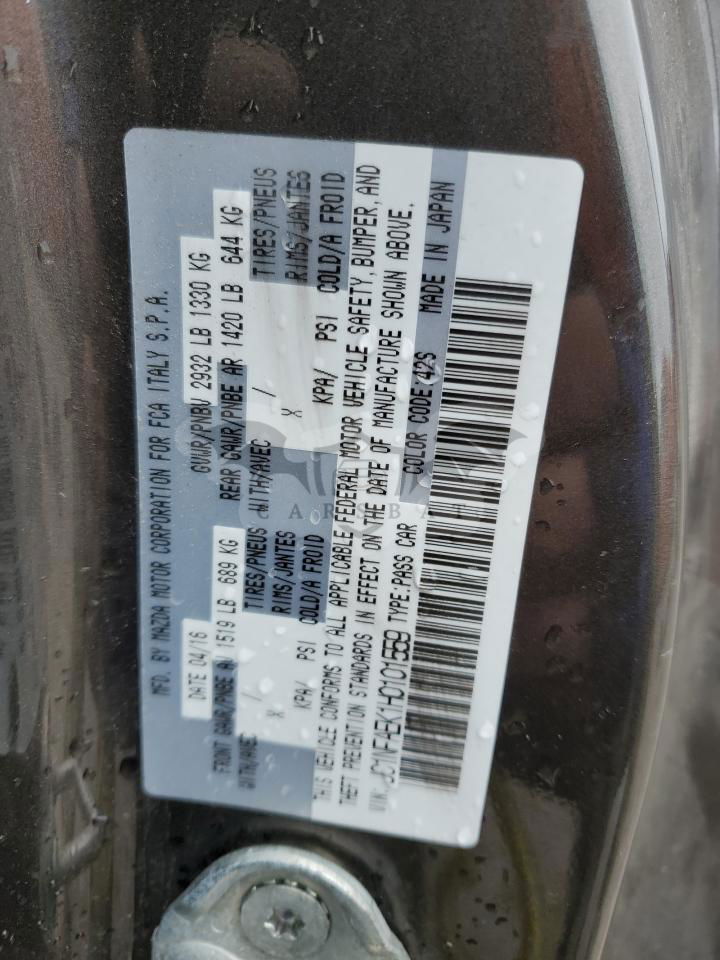 MFD. BY MAZDA MOTOR CORPORATION FOR FCA ITALY S.P.A.
DATE 04/16 GVWR/PNBV 2932 LB 1330 KG
FRONT GAWR/PNBE AV 1519 LB 689 KG REAR GAWR/PNBE AR 1420 LB 644 KG
WITH/AVEC / TIRES/PNEUS WITH/AVEC / TIRES/PNEUS
X RIMS/JANTES X RIMS/JANTES
KPA/ PSI COLD/A FROID KPA/ PSI COLD/A FROID
THIS VEHICLE CONFORMS TO ALL APPLICABLE FEDERAL MOTOR VEHICLE SAFETY, BUMPER, AND
THEFT PREVENTION STANDARDS IN EFFECT ON THE DATE OF MANUFACTURE SHOWN ABOVE.
VIN: JC1NFAEK1H0101559 TYPE:PASS CAR COLOR CODE:42S MADE IN JAPAN
CARSBAT